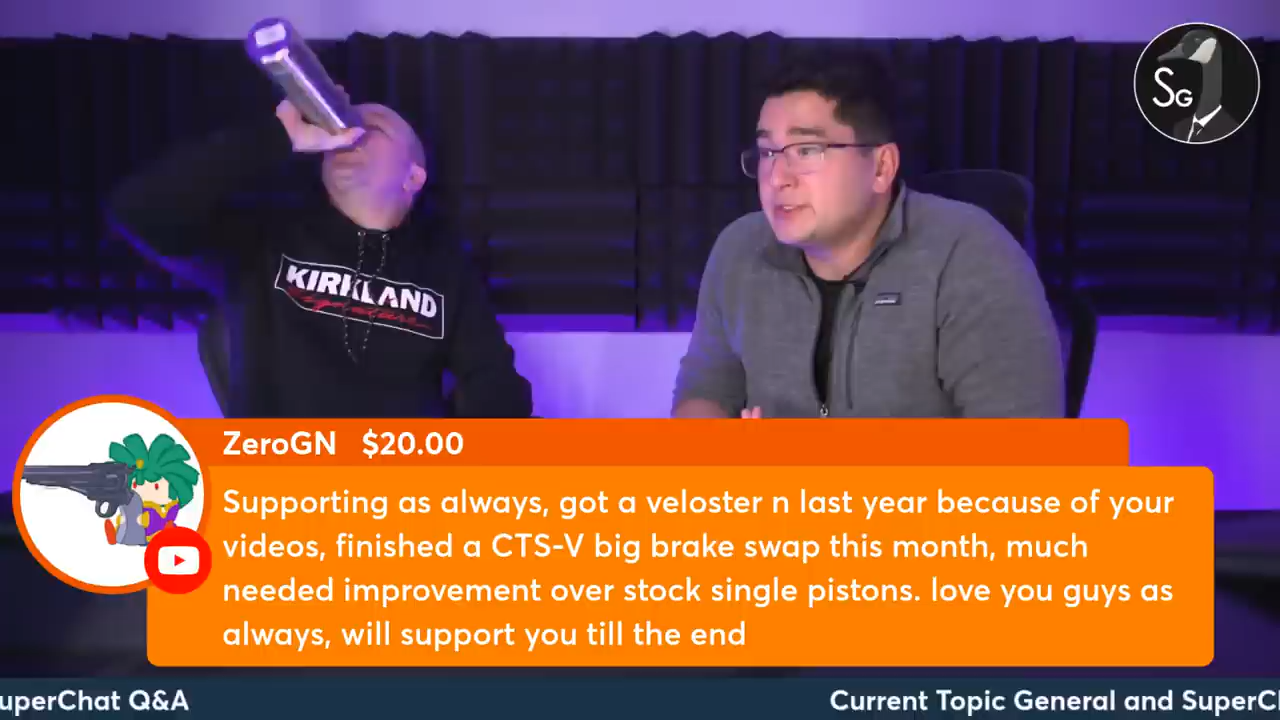 SG
KIRKLAND
Signature
ZeroGN $20.00
Supporting as always, got a veloster n last year because of your
videos, finished a CTS-V big brake swap this month, much
needed improvement over stock single pistons. love you guys as
always, will support you till the end
uperChat Q&A
Current Topic General and SuperC